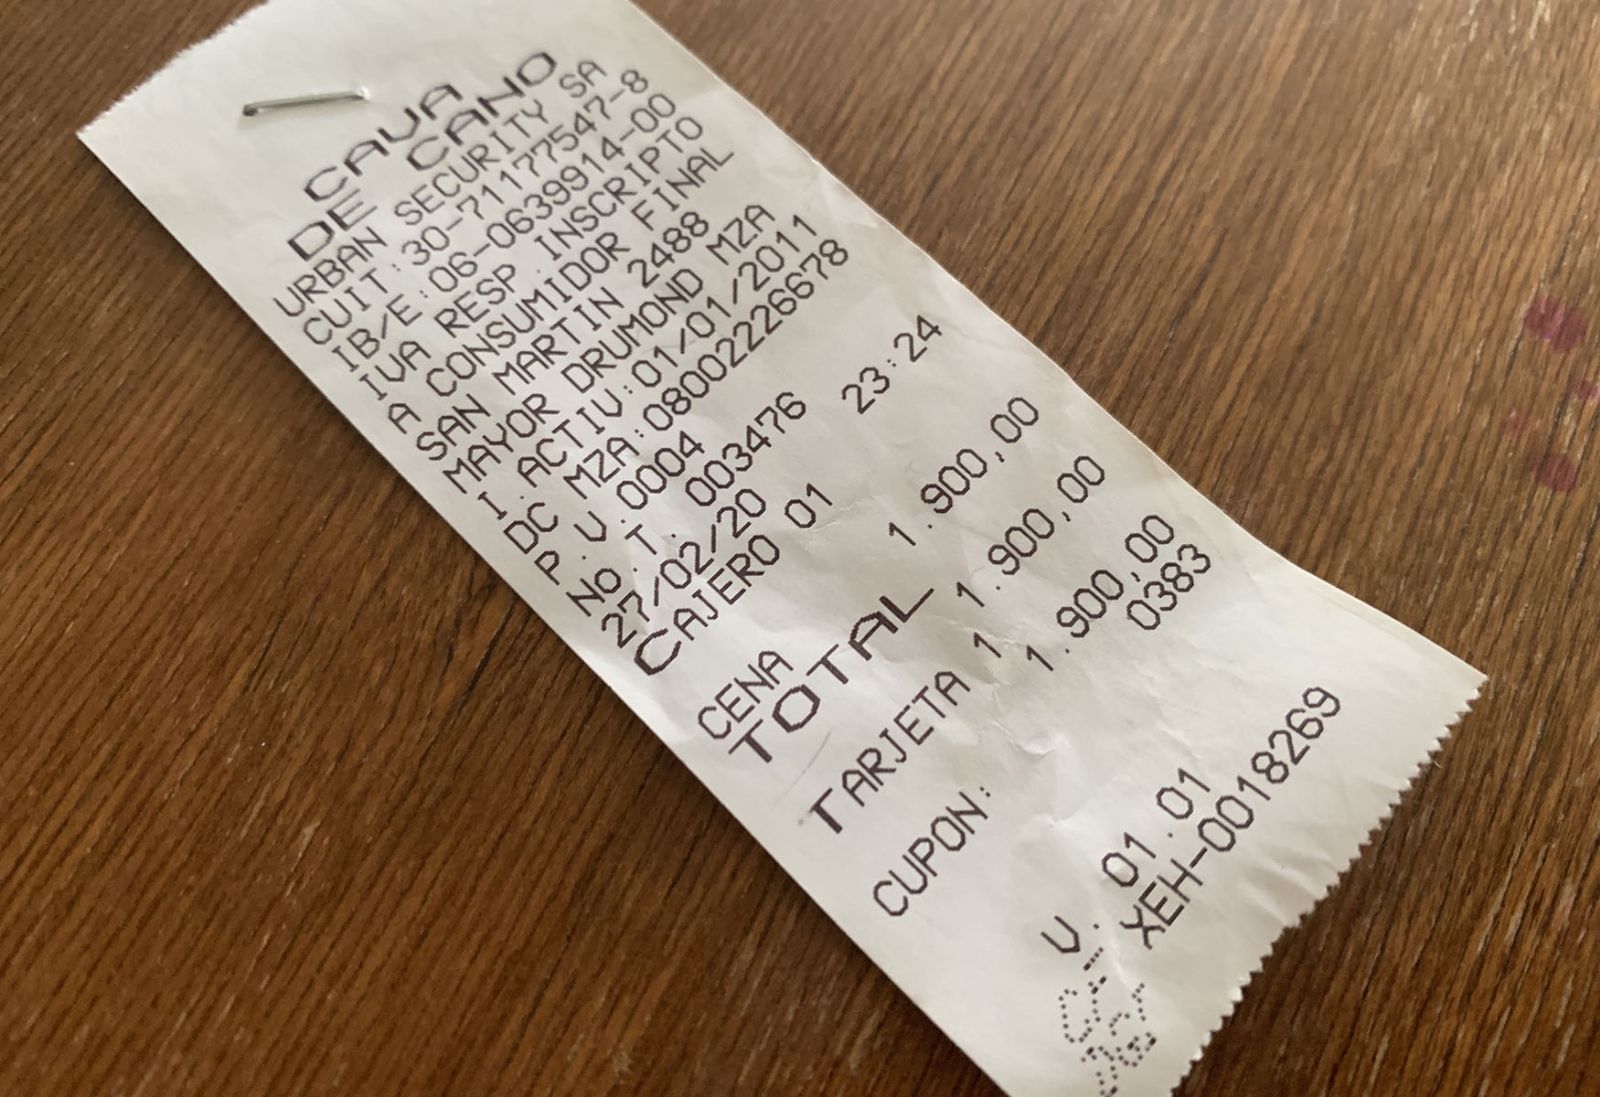 CAVA
DE CANO
URBAN SECURITY SA
CUIT:30-71177547-8
IB/E:06-0639914-00
IVA RESP. INSCRIPTO
A CONSUMIDOR FINAL
SAN MARTIN 2488
MAYOR DRUMOND MZA
I. ACTIV:01/01/2011
DC MZA:08002226678
P.V.0004
No.T. 003476
27/02/20 23:24
CAJERO 01
CENA 1.900,00
TOTAL 1.900,00
TARJETA 1 1.900,00
CUPON: 0383
V. 01.01
XEH-0018269